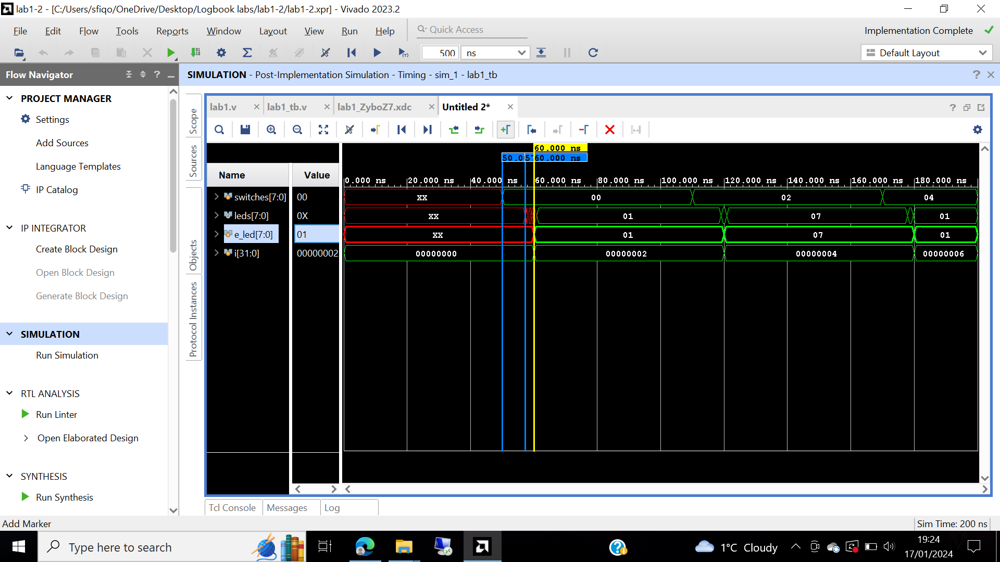 lab1-2 - [C:/Users/sfiqo/OneDrive/Desktop/Logbook labs/lab1-2/lab1-2.xpr] - Vivado 2023.2
File Edit Flow Tools Reports Window Layout View Run Help Quick Access Implementation Complete
500 ns Default Layout
Flow Navigator
SIMULATION - Post-Implementation Simulation - Timing - sim_1 - lab1_tb
PROJECT MANAGER
Settings
Add Sources
Language Templates
IP Catalog
IP INTEGRATOR
Create Block Design
Open Block Design
Generate Block Design
SIMULATION
Run Simulation
RTL ANALYSIS
Run Linter
Open Elaborated Design
SYNTHESIS
Run Synthesis
Scope
Sources
Objects
Protocol Instances
lab1.v lab1_tb.v lab1_ZyboZ7.xdc Untitled 2*
60.000 ns
50.0 57 60.000 ns
Name Value
0.000 ns 20.000 ns 40.000 ns 60.000 ns 80.000 ns 100.000 ns 120.000 ns 140.000 ns 160.000 ns 180.000 ns
switches[7:0] 00 XX 00 02 04
leds[7:0] 0X XX 01 07 01
e_led[7:0] 01 XX 01 07 01
i[31:0] 00000002 00000000 00000002 00000004 00000006
Tcl Console Messages Log
Add Marker Sim Time: 200 ns
Type here to search
1°C Cloudy
19:24
17/01/2024